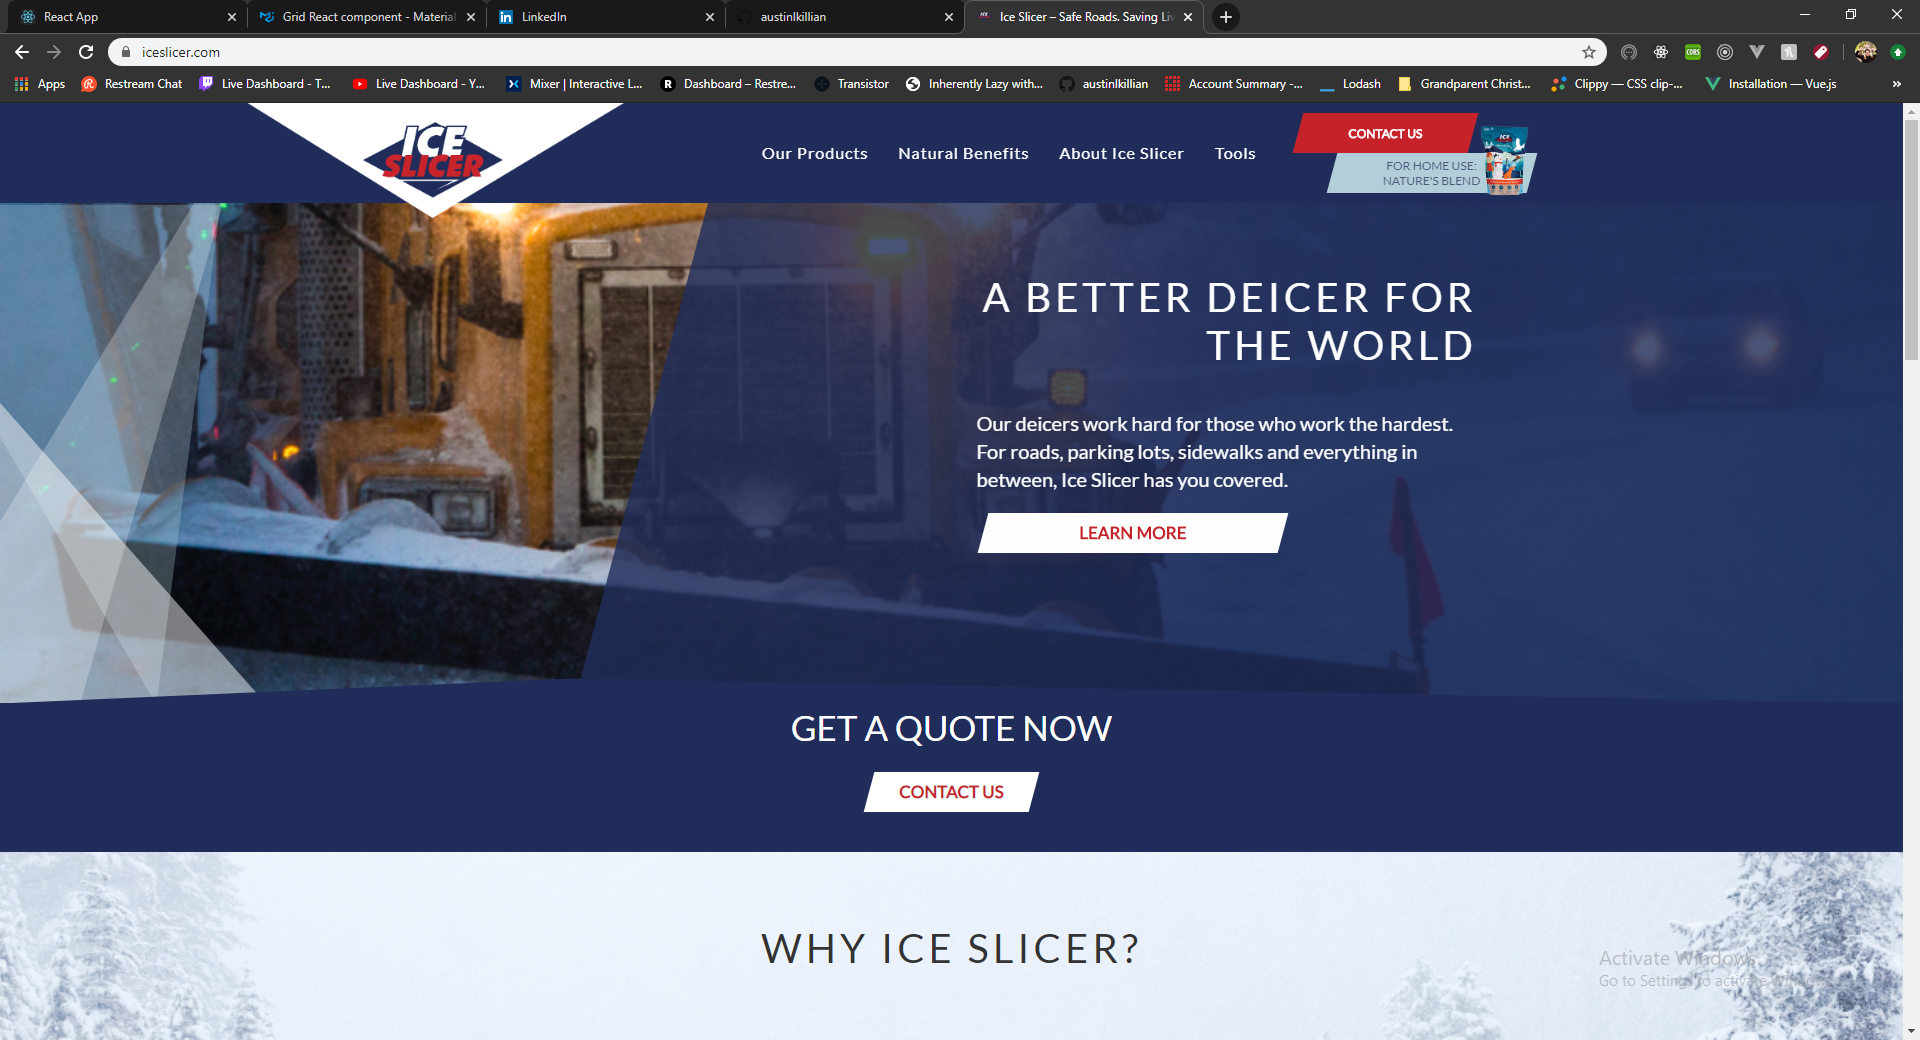 React App
Grid React component - Material
LinkedIn
austinlkillian
Ice Slicer – Safe Roads. Saving Li
iceslicer.com
Apps
Restream Chat
Live Dashboard - T...
Live Dashboard - Y...
Mixer | Interactive L...
Dashboard – Restre...
Transistor
Inherently Lazy with...
austinlkillian
Account Summary -...
Lodash
Grandparent Christ...
Clippy — CSS clip-...
Installation — Vue.js
»
ICE
SLICER
Our Products
Natural Benefits
About Ice Slicer
Tools
CONTACT US
FOR HOME USE:
NATURE'S BLEND
ICE
A BETTER DEICER FOR
THE WORLD
Our deicers work hard for those who work the hardest.
For roads, parking lots, sidewalks and everything in
between, Ice Slicer has you covered.
LEARN MORE
GET A QUOTE NOW
CONTACT US
WHY ICE SLICER?
Activate Windows
Go to Settings to activate Windows.